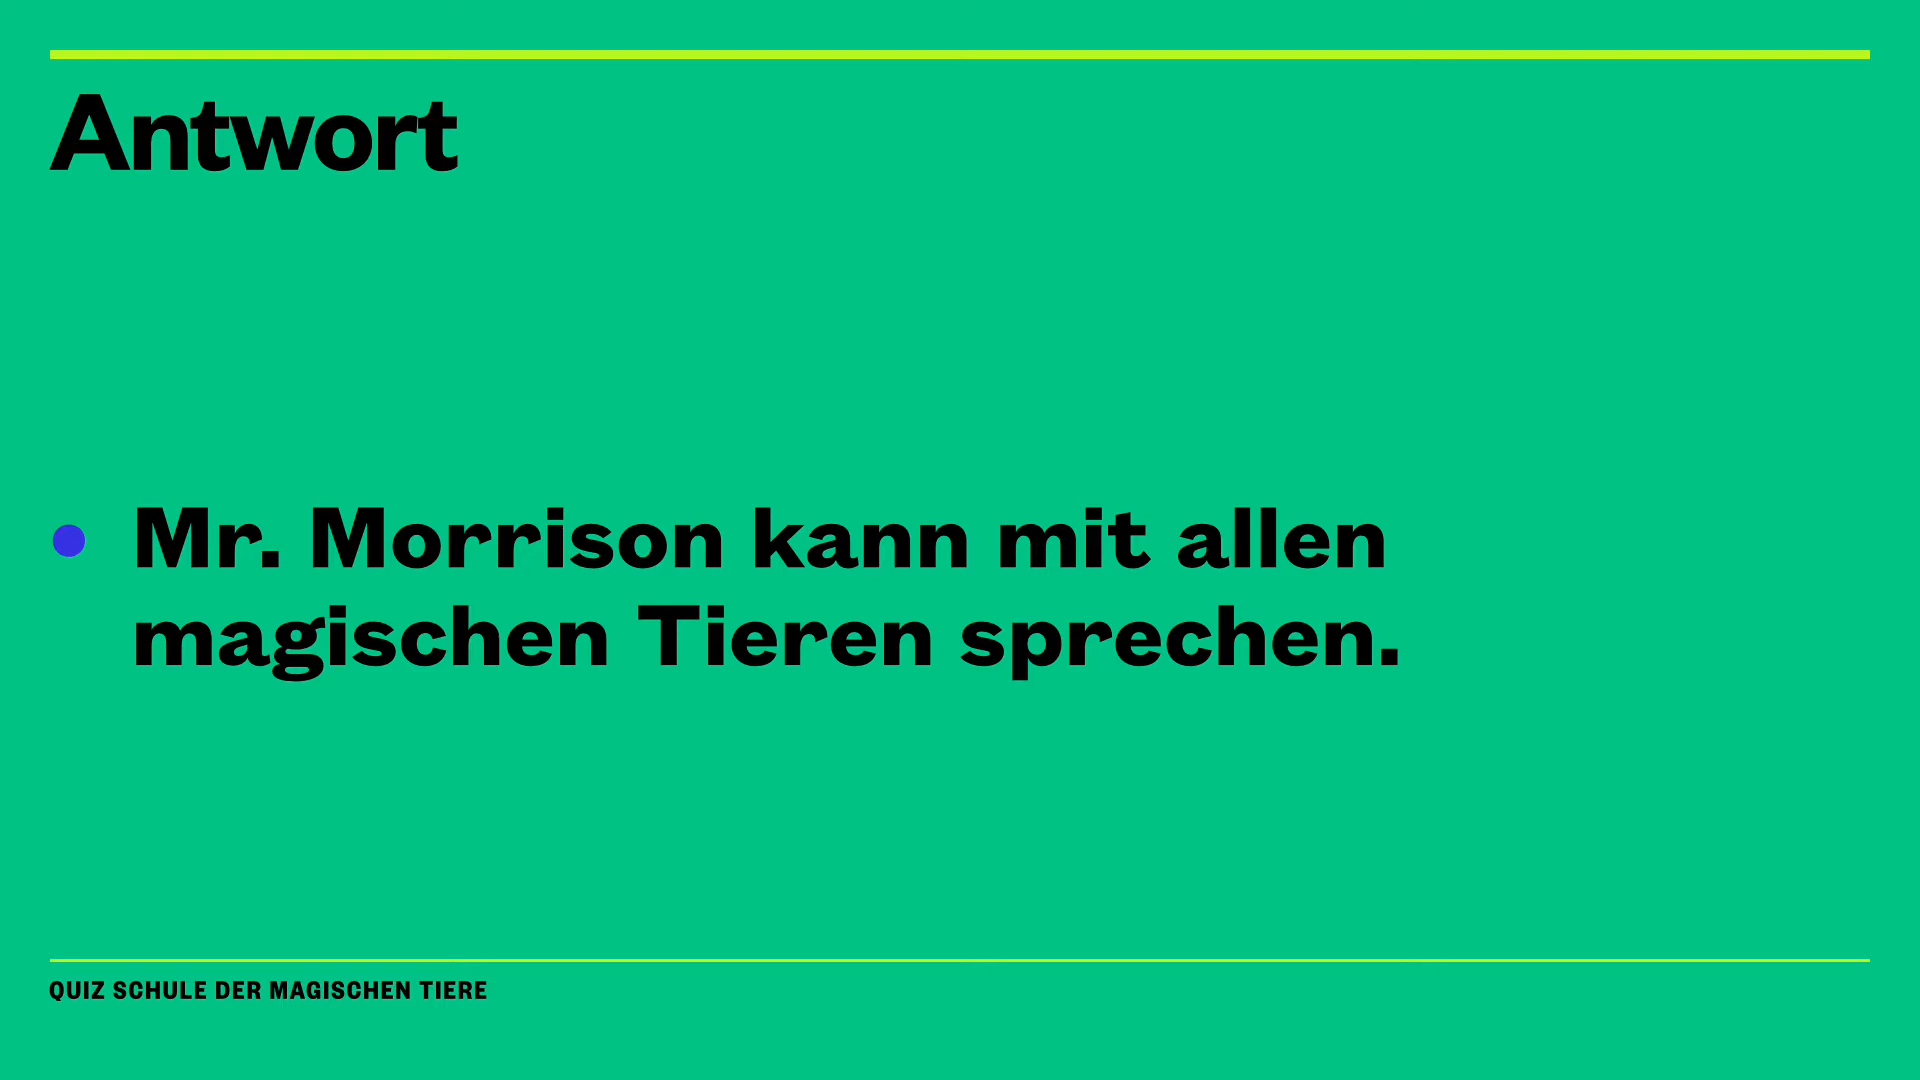 Antwort
• Mr. Morrison kann mit allen
magischen Tieren sprechen.
QUIZ SCHULE DER MAGISCHEN TIERE